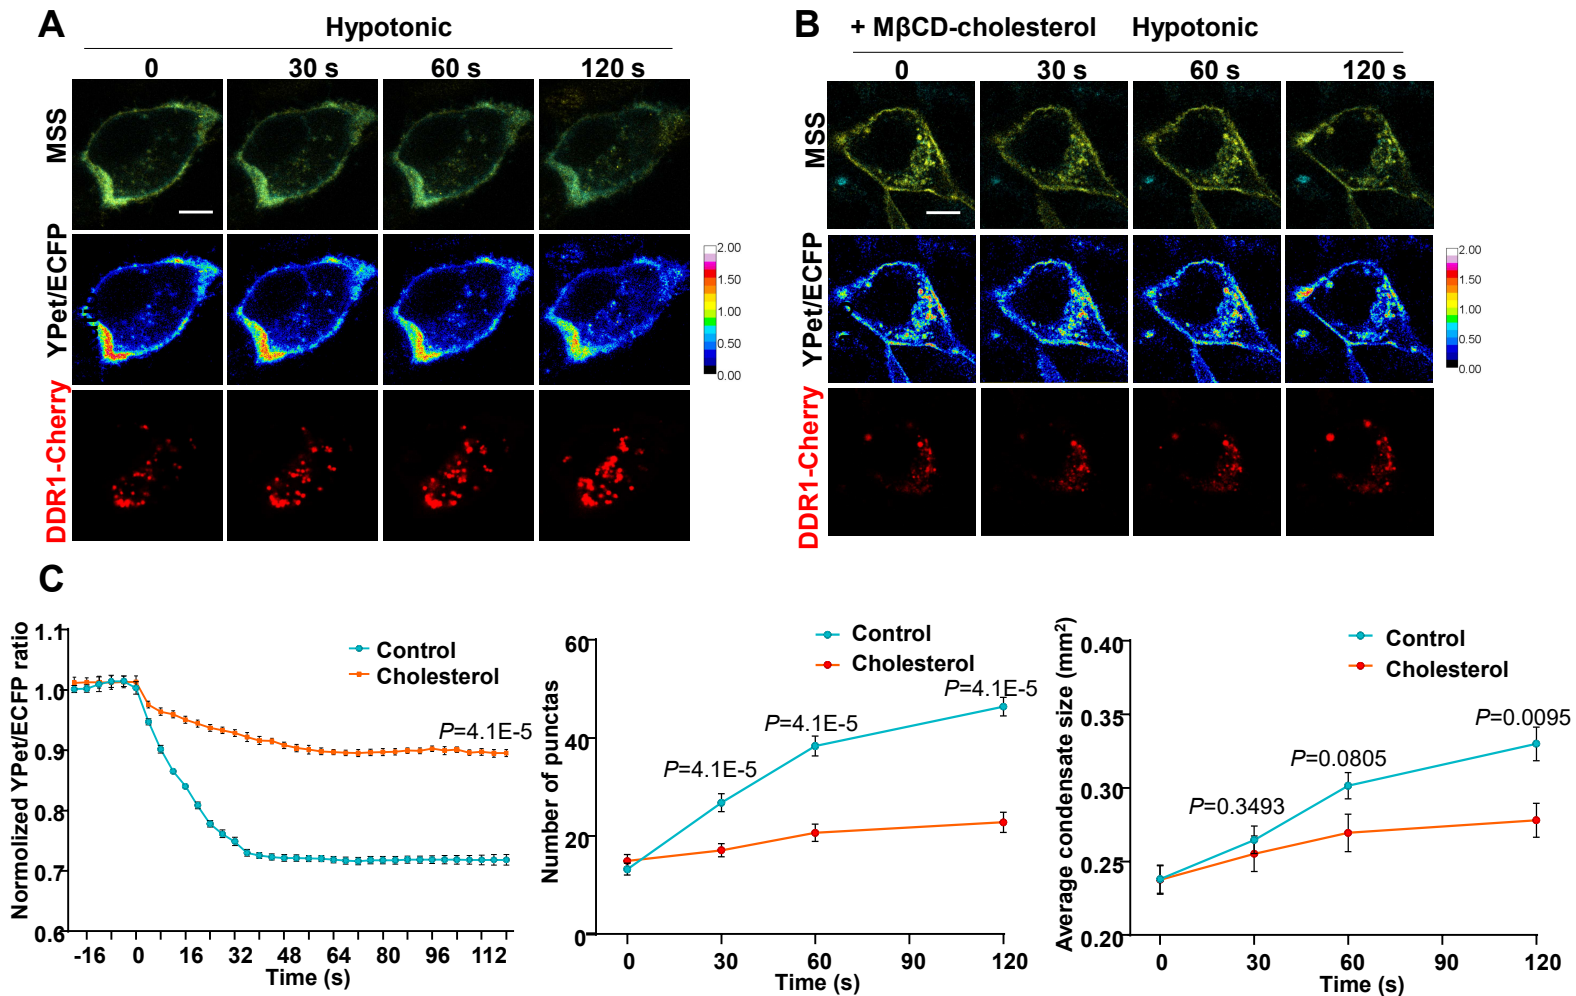 A
Hypotonic
0 30 s 60 s 120 s
MSS
YPet/ECFP
DDR1-Cherry
2.00
1.50
1.00
0.50
0.00
B
+ MβCD-cholesterol Hypotonic
0 30 s 60 s 120 s
MSS
YPet/ECFP
DDR1-Cherry
2.00
1.50
1.00
0.50
0.00
C
Normolized YPet/ECFP ratio
1.1
1.0
0.9
0.8
0.7
0.6
Control
Cholesterol
P=4.1E-5
-16 0 16 32 48 64 80 96 112
Time (s)
Number of punctas
60
40
20
0
Control
Cholesterol
P=4.1E-5
P=4.1E-5
P=4.1E-5
0 30 60 90 120
Time (s)
Average condensate size (mm²)
0.40
0.35
0.30
0.25
0.20
Control
Cholesterol
P=0.3493
P=0.0805
P=0.0095
0 30 60 90 120
Time (s)